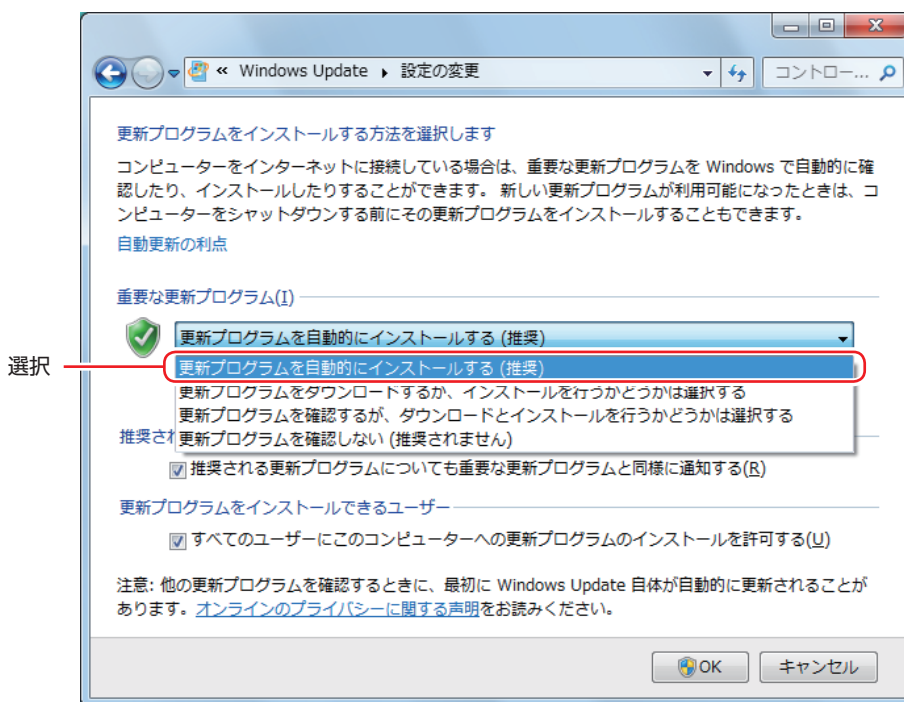 « Windows Update ▸ 設定の変更
コントロー...
更新プログラムをインストールする方法を選択します
コンピューターをインターネットに接続している場合は、重要な更新プログラムを Windows で自動的に確
認したり、インストールしたりすることができます。 新しい更新プログラムが利用可能になったときは、コ
ンピューターをシャットダウンする前にその更新プログラムをインストールすることもできます。
自動更新の利点
重要な更新プログラム(I)
更新プログラムを自動的にインストールする (推奨)
選択
更新プログラムを自動的にインストールする (推奨)
更新プログラムをダウンロードするか、インストールを行うかどうかは選択する
更新プログラムを確認するが、ダウンロードとインストールを行うかどうかは選択する
更新プログラムを確認しない (推奨されません)
推奨さ
推奨される更新プログラムについても重要な更新プログラムと同様に通知する(R)
更新プログラムをインストールできるユーザー
すべてのユーザーにこのコンピューターへの更新プログラムのインストールを許可する(U)
注意: 他の更新プログラムを確認するときに、最初に Windows Update 自体が自動的に更新されることが
あります。オンラインのプライバシーに関する声明をお読みください。
OK
キャンセル